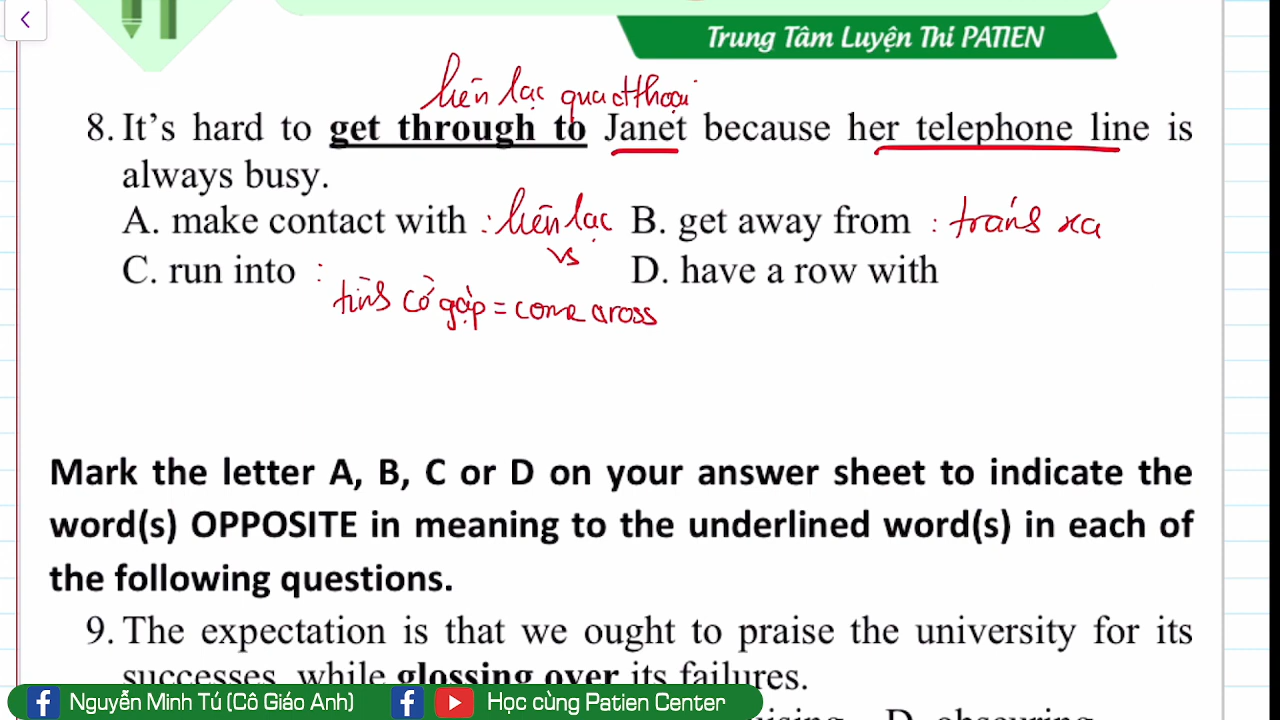 Trung Tâm Luyện Thi PATIEN
liên lạc qua đthoại
8. It's hard to get through to Janet because her telephone line is
always busy.
A. make contact with : liên lạc vs B. get away from : tránh xa
C. run into : tình cờ gặp = come across D. have a row with
Mark the letter A, B, C or D on your answer sheet to indicate the
word(s) OPPOSITE in meaning to the underlined word(s) in each of
the following questions.
9. The expectation is that we ought to praise the university for its
successes, while glossing over its failures.
D. obscuring
Nguyễn Minh Tú (Cô Giáo Anh) Học cùng Patien Center